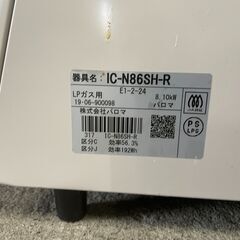 器具名：IC-N86SH-R
E1-2-24
LPガス用 8.10kW
19・06-900098 パロマ
株式会社パロマ
317 IC-N86SH-R
区分C 効率56.3%
区分J 効率192Wh
PS
LPG